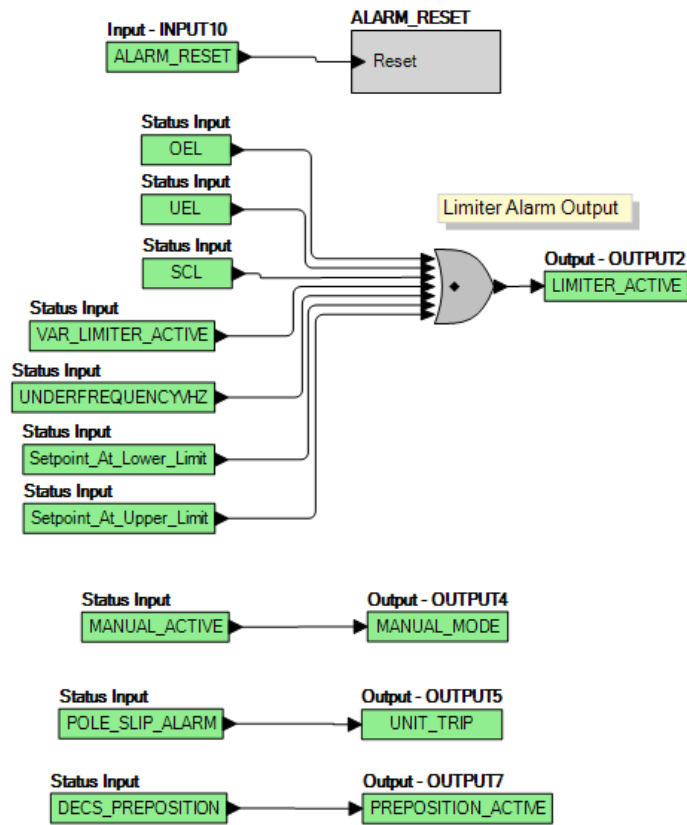 Input - INPUT10
ALARM_RESET
ALARM_RESET
Reset
Status Input
OEL
Status Input
UEL
Limiter Alarm Output
Status Input
SCL
Output - OUTPUT2
LIMITER_ACTIVE
Status Input
VAR_LIMITER_ACTIVE
Status Input
UNDERFREQUENCYVHZ
Status Input
Setpoint_At_Lower_Limit
Status Input
Setpoint_At_Upper_Limit
Status Input
MANUAL_ACTIVE
Output - OUTPUT4
MANUAL_MODE
Status Input
POLE_SLIP_ALARM
Output - OUTPUT5
UNIT_TRIP
Status Input
DECS_PREPOSITION
Output - OUTPUT7
PREPOSITION_ACTIVE